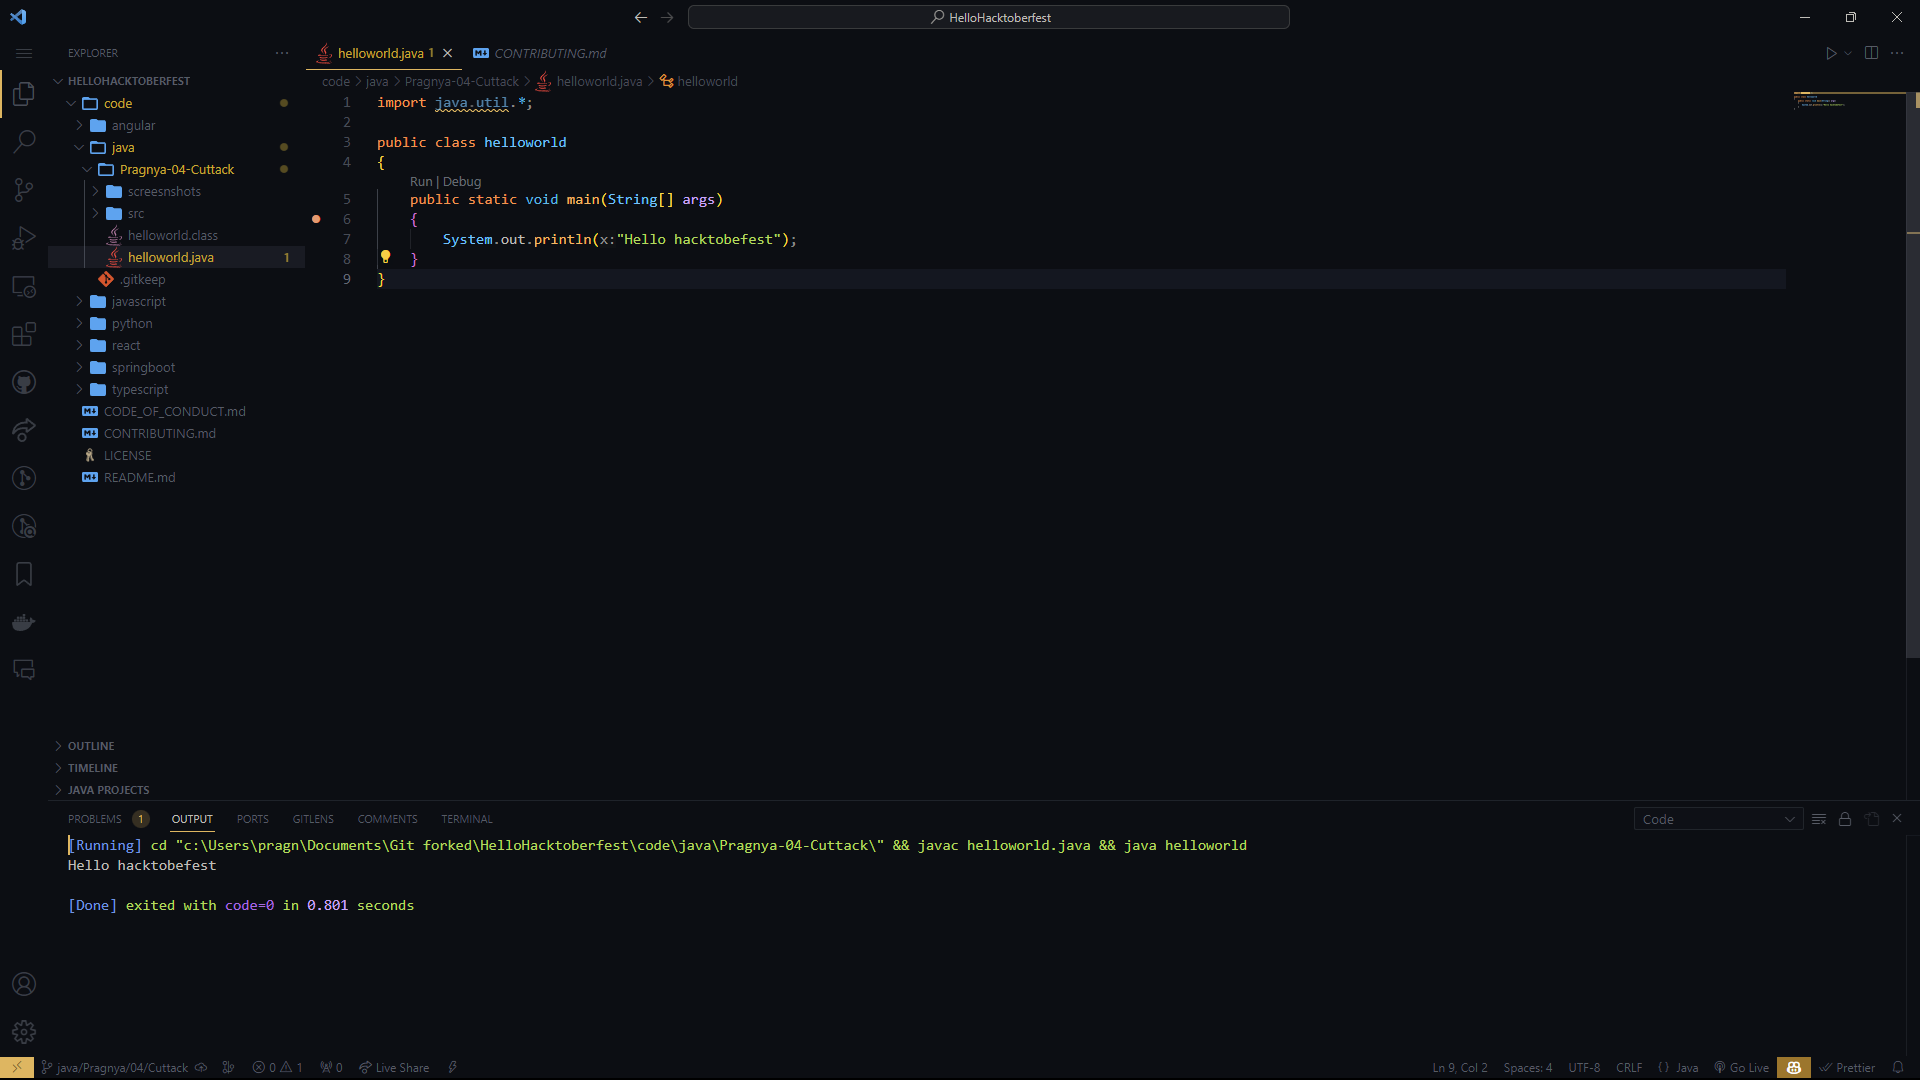 HelloHacktoberfest
EXPLORER
HELLOHACKTOBERFEST
code
angular
java
Pragnya-04-Cuttack
screesnshots
src
helloworld.class
helloworld.java 1
.gitkeep
javascript
python
react
springboot
typescript
CODE_OF_CONDUCT.md
CONTRIBUTING.md
LICENSE
README.md
OUTLINE
TIMELINE
JAVA PROJECTS
helloworld.java 1 CONTRIBUTING.md
code > java > Pragnya-04-Cuttack > helloworld.java > helloworld
1 import java.util.*;
2
3 public class helloworld
4 {
Run | Debug
5 public static void main(String[] args)
6 {
7 System.out.println(x:"Hello hacktobefest");
8 }
9 }
PROBLEMS 1 OUTPUT PORTS GITLENS COMMENTS TERMINAL Code
[Running] cd "c:\Users\pragn\Documents\Git forked\HelloHacktoberfest\code\java\Pragnya-04-Cuttack\" && javac helloworld.java && java helloworld
Hello hacktobefest
[Done] exited with code=0 in 0.801 seconds
java/Pragnya/04/Cuttack 0 1 0 Live Share Ln 9, Col 2 Spaces: 4 UTF-8 CRLF {} Java Go Live Prettier